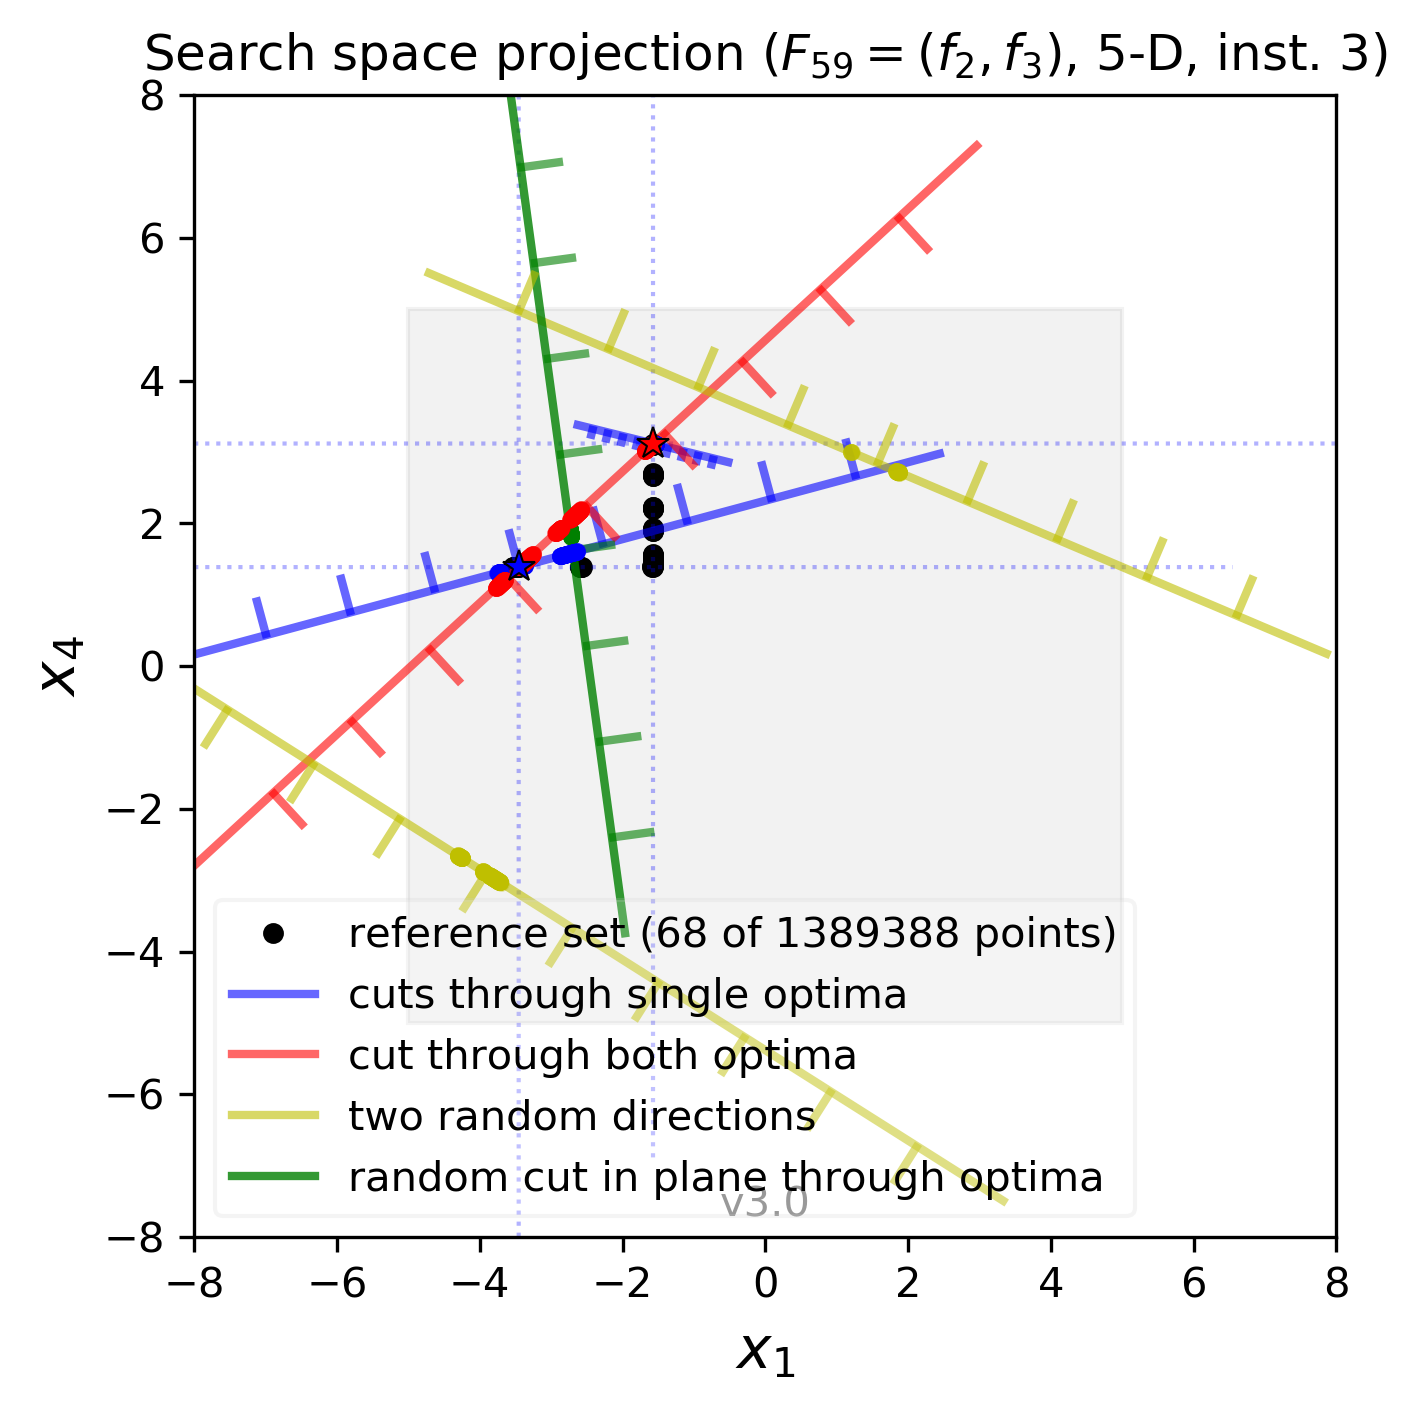 Search space projection (F₅₉ = (f₂, f₃), 5-D, inst. 3)
8
6
4
2
0
−2
−4
−6
−8
x₄
reference set (68 of 1389388 points)
cuts through single optima
cut through both optima
two random directions
random cut in plane through optima
v3.0
−8 −6 −4 −2 0 2 4 6 8
x₁